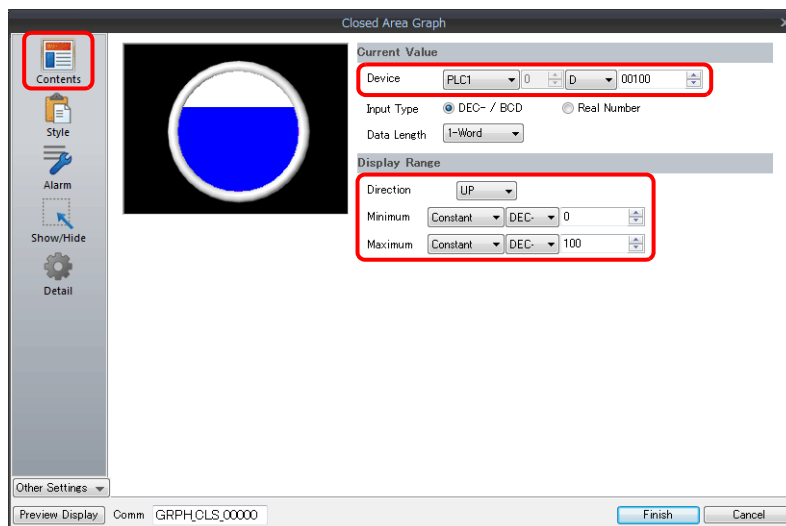 Closed Area Graph
Contents
Style
Alarm
Show/Hide
Detail
Current Value
Device PLC1 0 D 00100
Input Type DEC- / BCD Real Number
Data Length 1-Word
Display Range
Direction UP
Minimum Constant DEC- 0
Maximum Constant DEC- 100
Other Settings
Preview Display Comm GRPH_CLS_00000 Finish Cancel